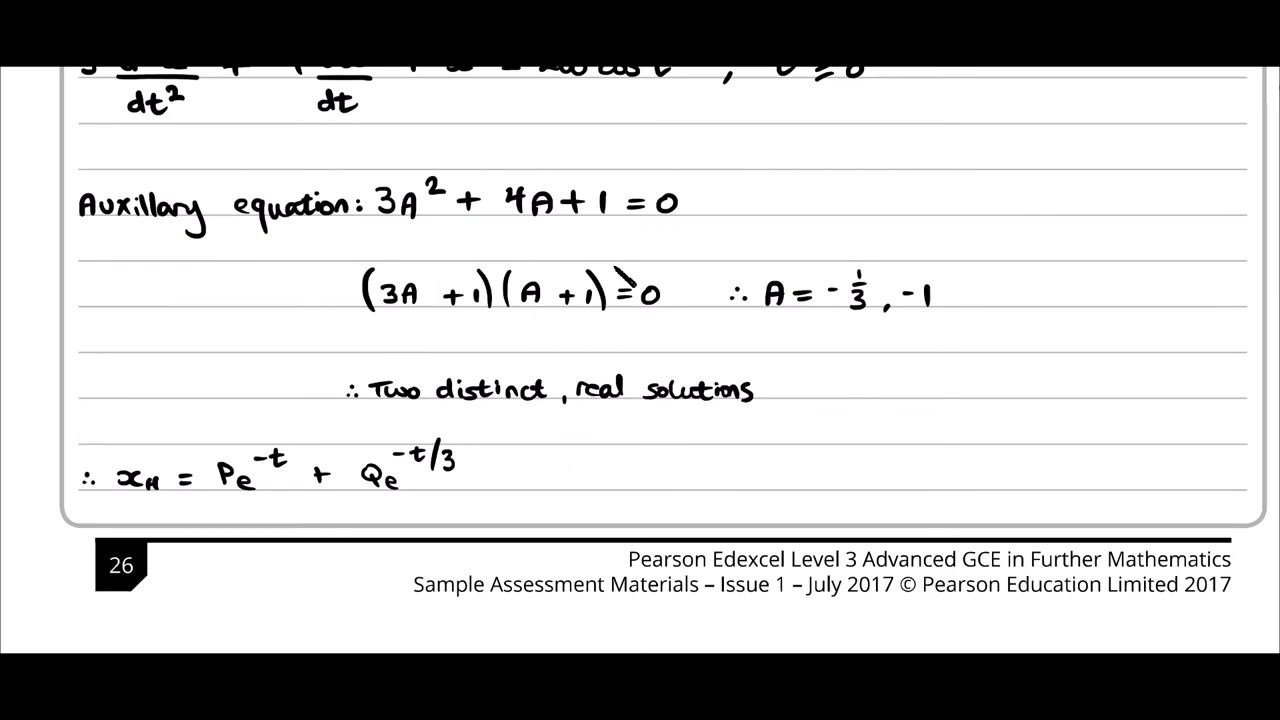 dt² dt
Auxillary equation: 3A² + 4A + 1 = 0
(3A + 1)(A + 1) = 0 ∴ A = -1/3, -1
∴ Two distinct, real solutions
∴ x_H = Pe^(-t) + Qe^(-t/3)
26
Pearson Edexcel Level 3 Advanced GCE in Further Mathematics
Sample Assessment Materials – Issue 1 – July 2017 © Pearson Education Limited 2017